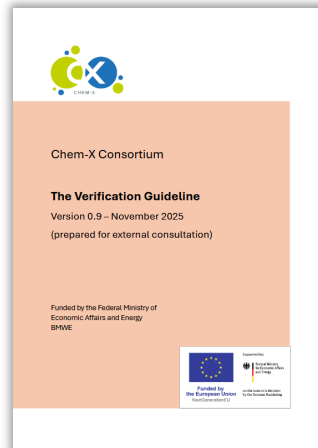 CX
CHEM-X
Chem-X Consortium
The Verification Guideline
Version 0.9 – November 2025
(prepared for external consultation)
Funded by the Federal Ministry of
Economic Affairs and Energy
BMWE
Supported by:
Federal Ministry
for Economic Affairs
and Energy
Funded by
the European Union
NextGenerationEU
on the basis of a decision
by the German Bundestag